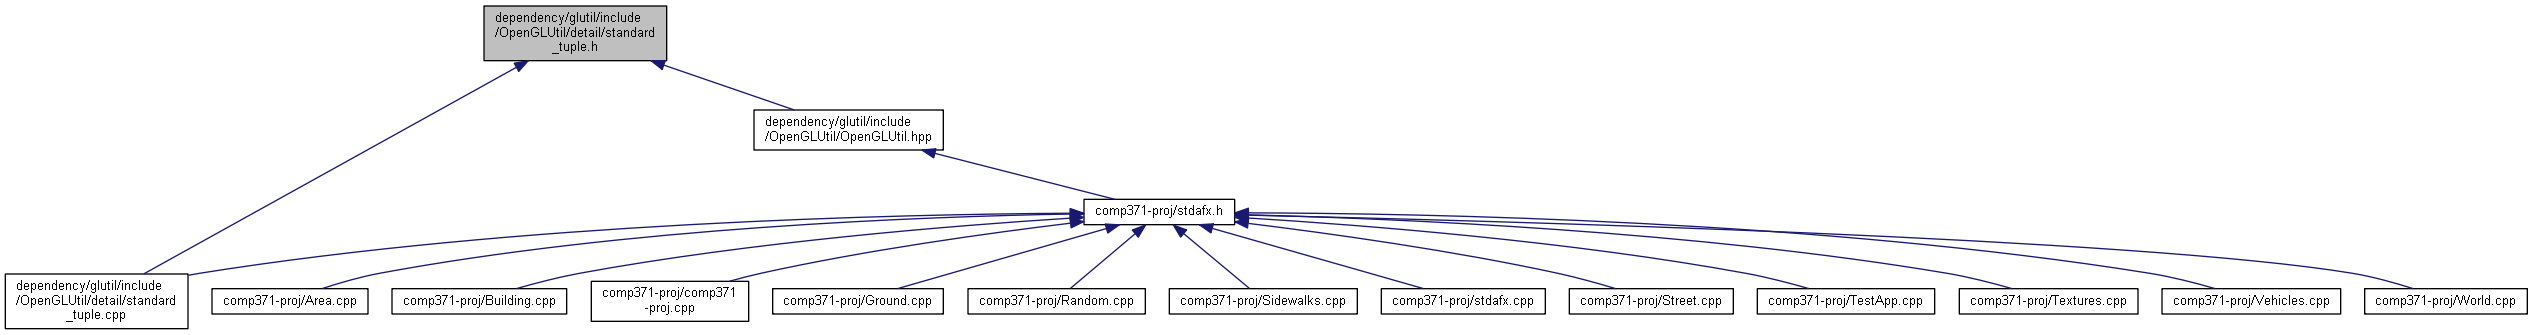 dependency/glutil/include
/OpenGLUtil/detail/standard
_tuple.h
dependency/glutil/include
/OpenGLUtil/OpenGLUtil.hpp
comp371-proj/stdafx.h
dependency/glutil/include
/OpenGLUtil/detail/standard
_tuple.cpp
comp371-proj/Area.cpp
comp371-proj/Building.cpp
comp371-proj/comp371
-proj.cpp
comp371-proj/Ground.cpp
comp371-proj/Random.cpp
comp371-proj/Sidewalks.cpp
comp371-proj/stdafx.cpp
comp371-proj/Street.cpp
comp371-proj/TestApp.cpp
comp371-proj/Textures.cpp
comp371-proj/Vehicles.cpp
comp371-proj/World.cpp